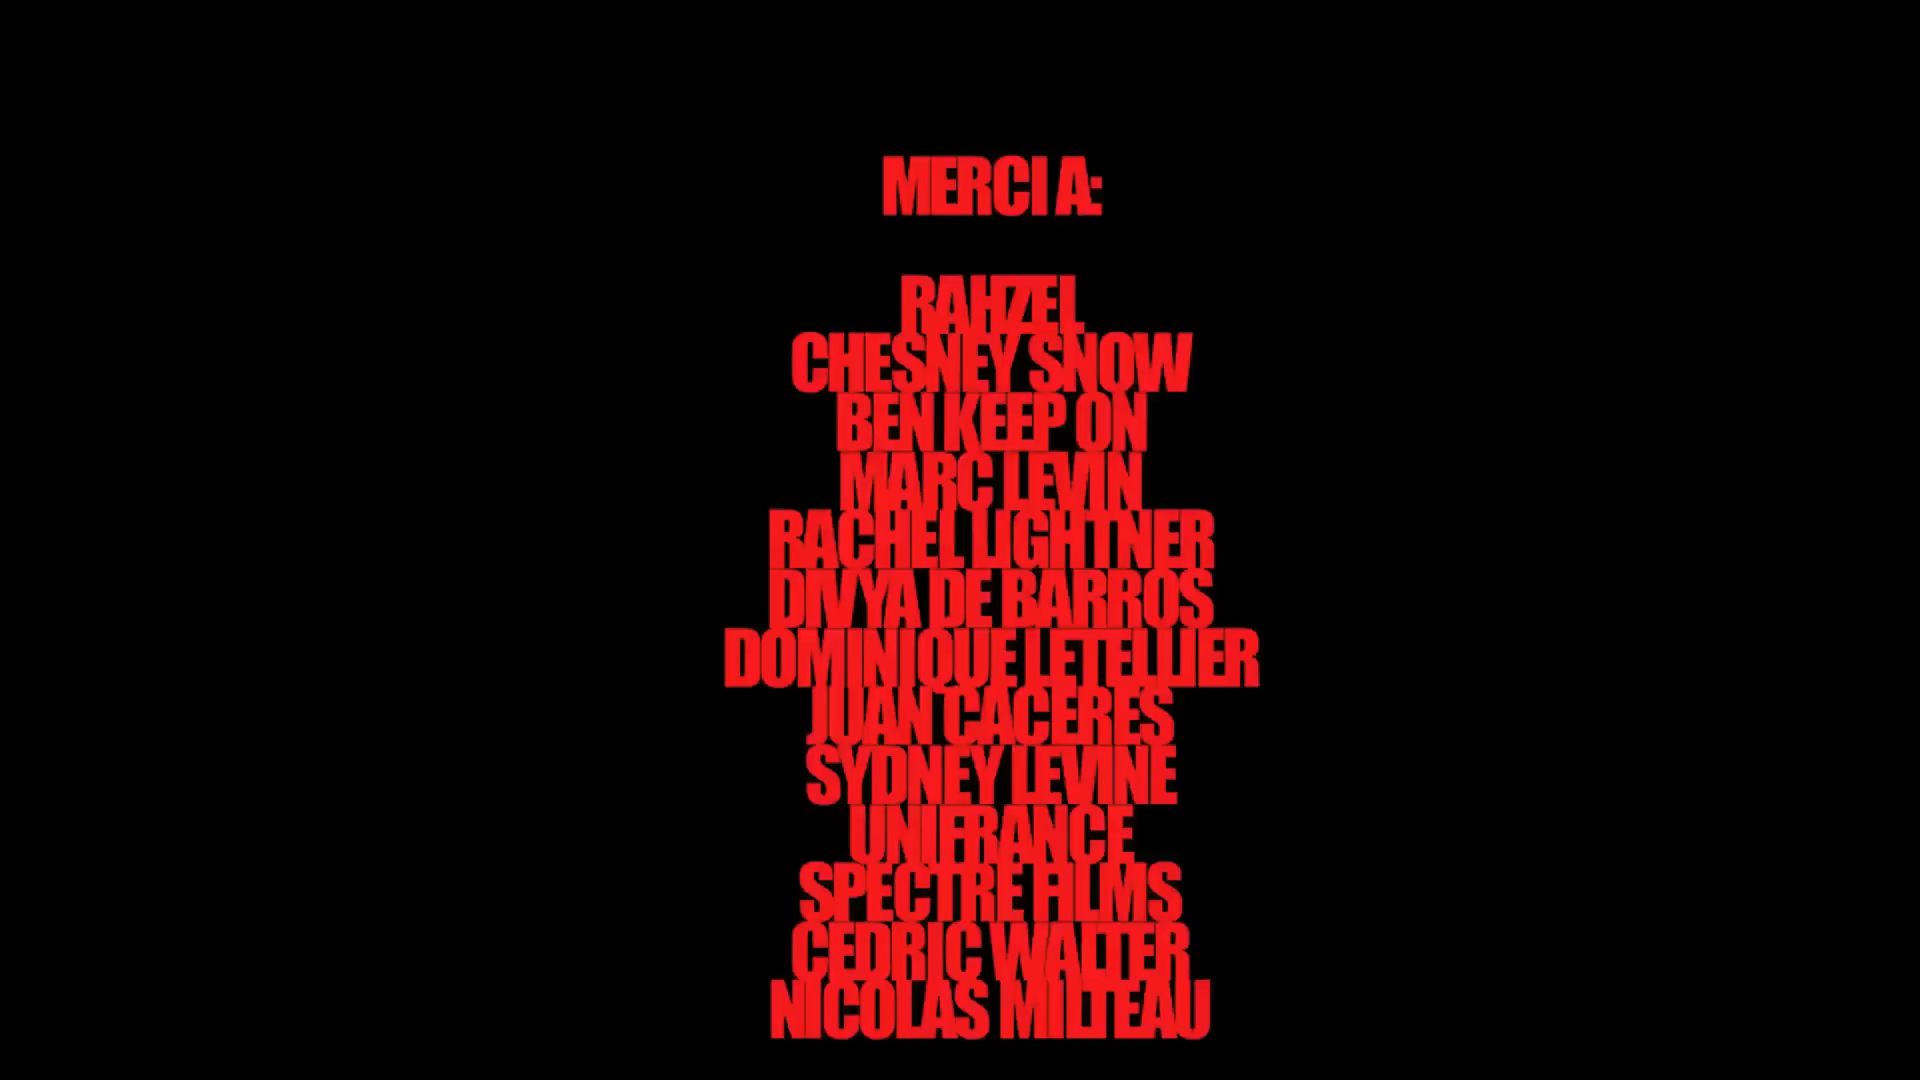 MERCI A:
RAHZEL
CHESNEY SNOW
BEN KEEP ON
MARC LEVIN
RACHEL LIGHTNER
DIVYA DE BARROS
DOMINIQUE LETELLIER
JUAN CACERES
SYDNEY LEVINE
UNIFRANCE
SPECTRE FILMS
CEDRIC WALTER
NICOLAS MILTEAU